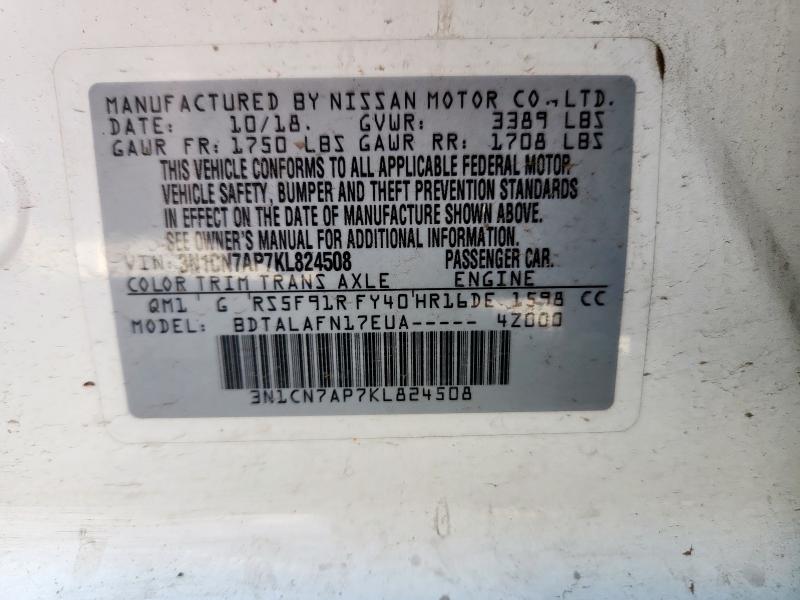 MANUFACTURED BY NISSAN MOTOR CO., LTD.
DATE: 10/18. GVWR: 3389 LBS
GAWR FR: 1750 LBS GAWR RR: 1708 LBS
THIS VEHICLE CONFORMS TO ALL APPLICABLE FEDERAL MOTOR
VEHICLE SAFETY, BUMPER AND THEFT PREVENTION STANDARDS
IN EFFECT ON THE DATE OF MANUFACTURE SHOWN ABOVE.
SEE OWNER'S MANUAL FOR ADDITIONAL INFORMATION.
VIN: 3N1CN7AP7KL824508 PASSENGER CAR.
COLOR TRIM TRANS AXLE ENGINE
QM1 G RS5F91R FY40 HR16DE 1598 CC
MODEL: BDTALAFN17EUA----- 4Z000
3N1CN7AP7KL824508